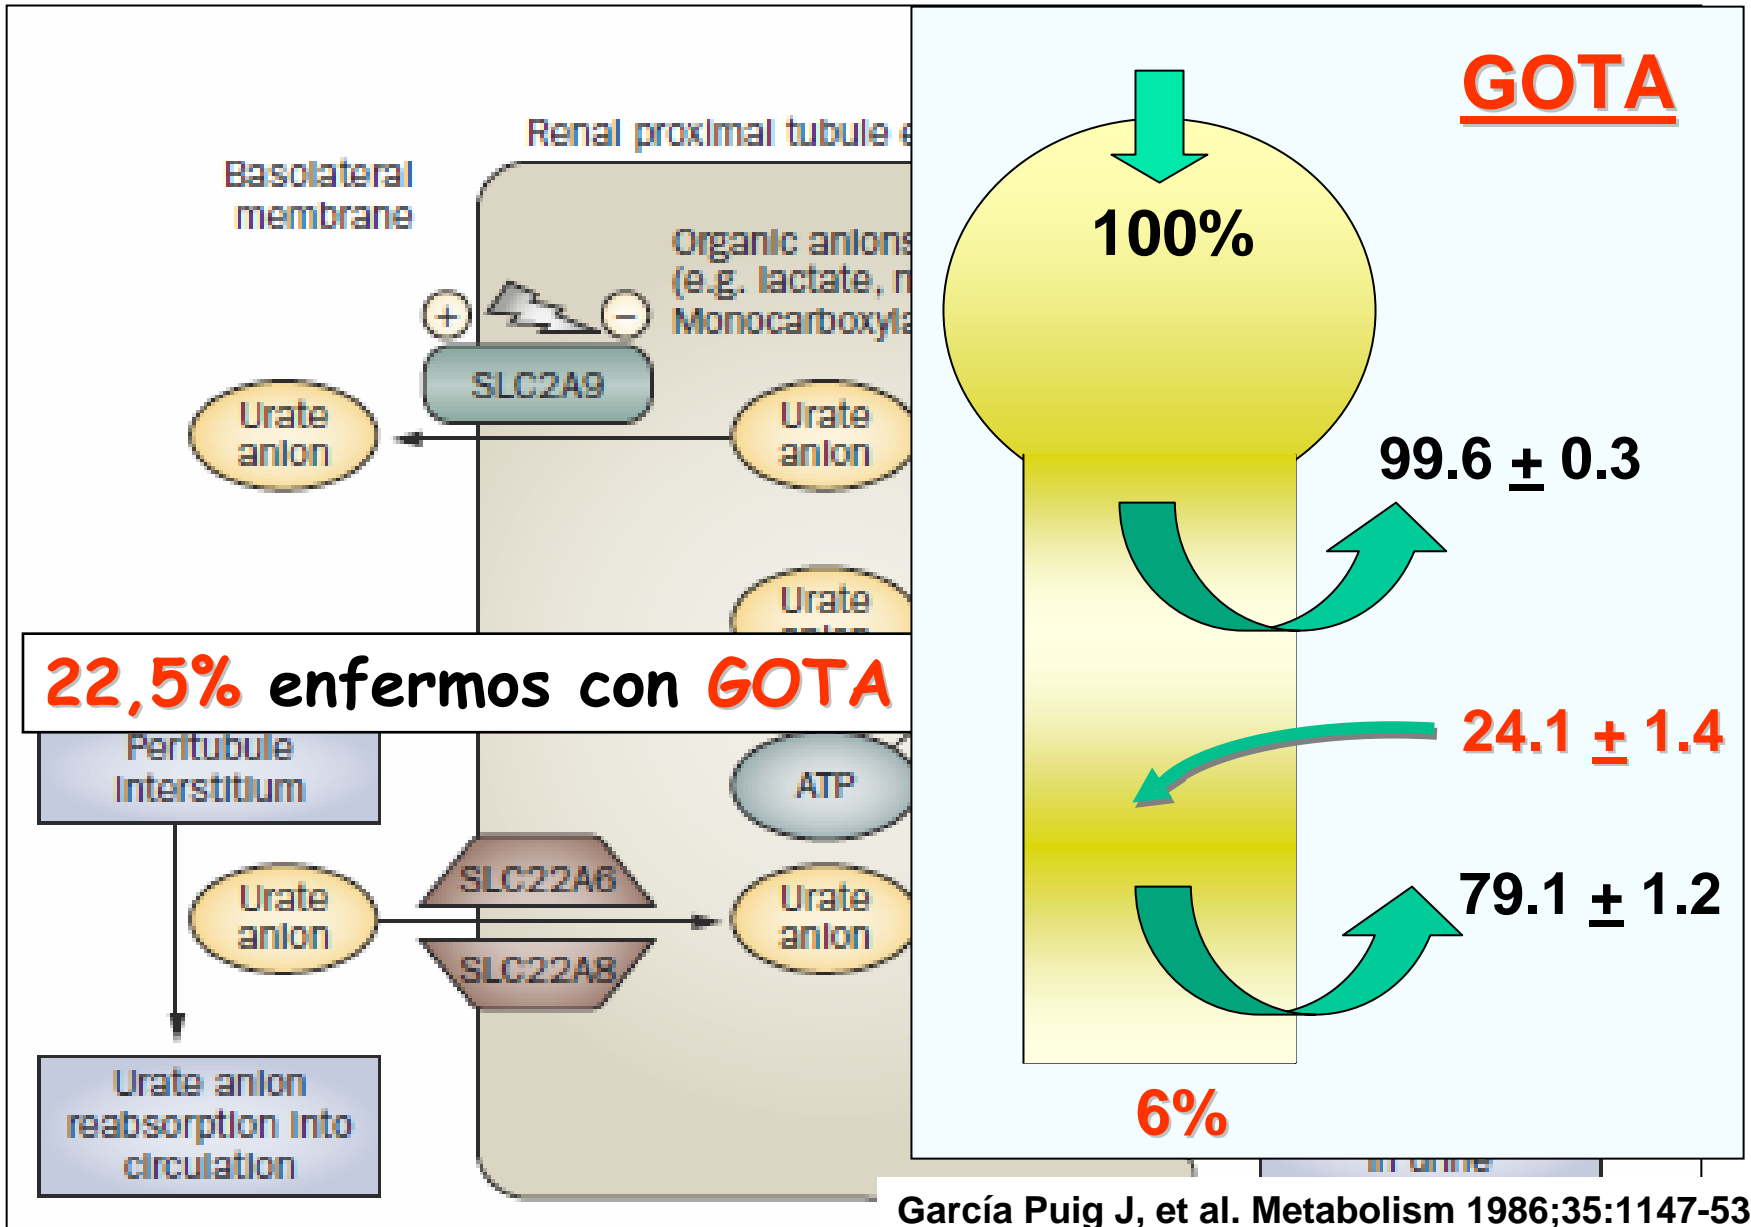 GOTA
Renal proximal tubule
Basolateral
membrane
100%
Organic anions
(e.g. lactate,
+
−
SLC2A9
Urate
anion
Urate
anion
99.6 ± 0.3
Urate
22,5% enfermos con GOTA
24.1 ± 1.4
Peritubule
interstitium
ATP
SLC22A6
Urate
anion
Urate
anion
79.1 ± 1.2
SLC22A8
Urate anion
reabsorption into
circulation
6%
in urine
García Puig J, et al. Metabolism 1986;35:1147-53